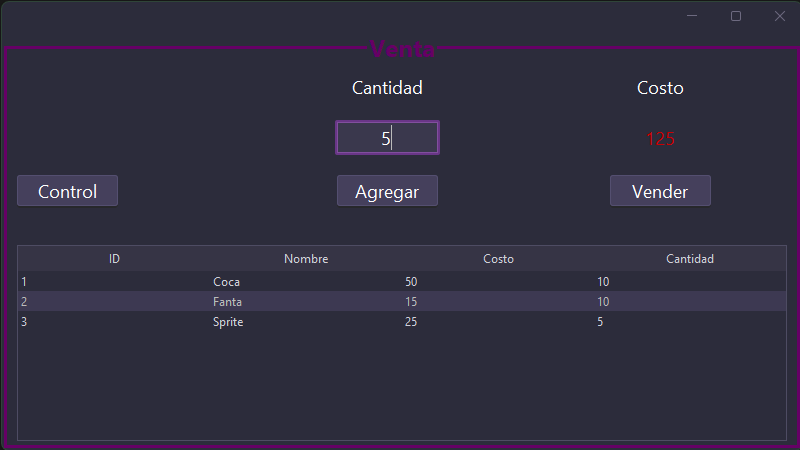 Venta
Cantidad Costo
5 125
Control Agregar Vender
ID Nombre Costo Cantidad
1 Coca 50 10
2 Fanta 15 10
3 Sprite 25 5